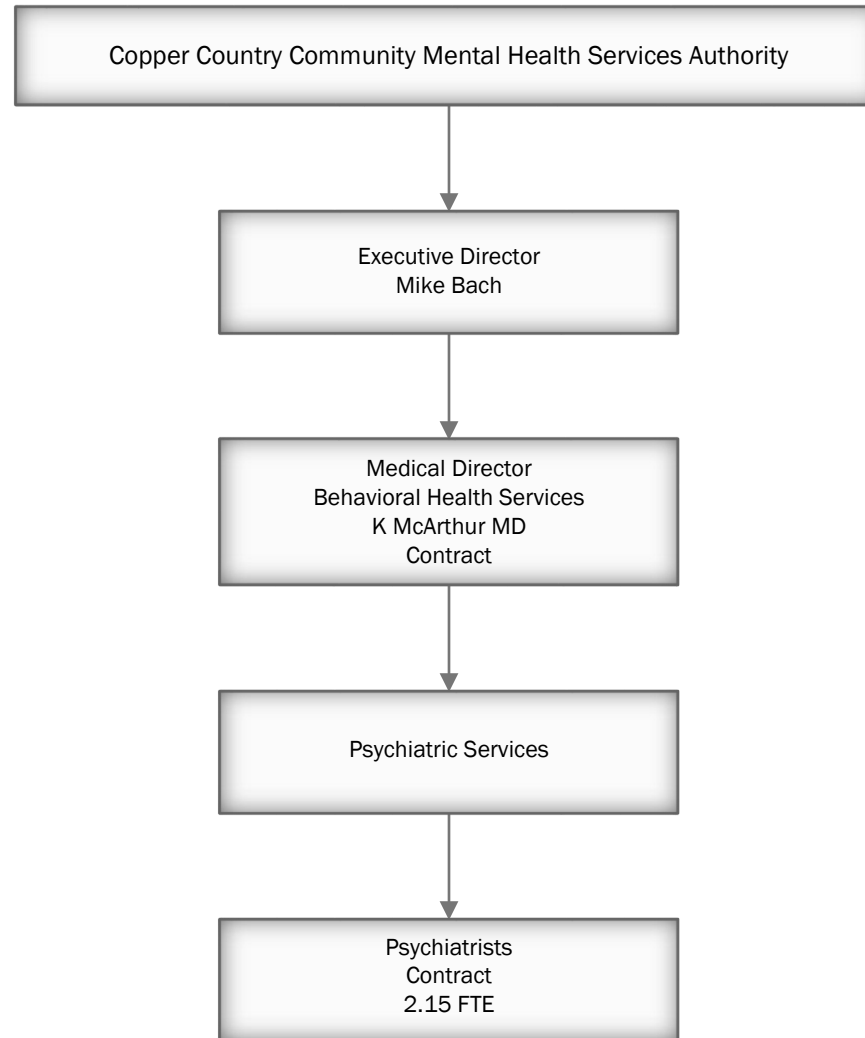 Copper Country Community Mental Health Services Authority
Executive Director
Mike Bach
Medical Director
Behavioral Health Services
K McArthur MD
Contract
Psychiatric Services
Psychiatrists
Contract
2.15 FTE